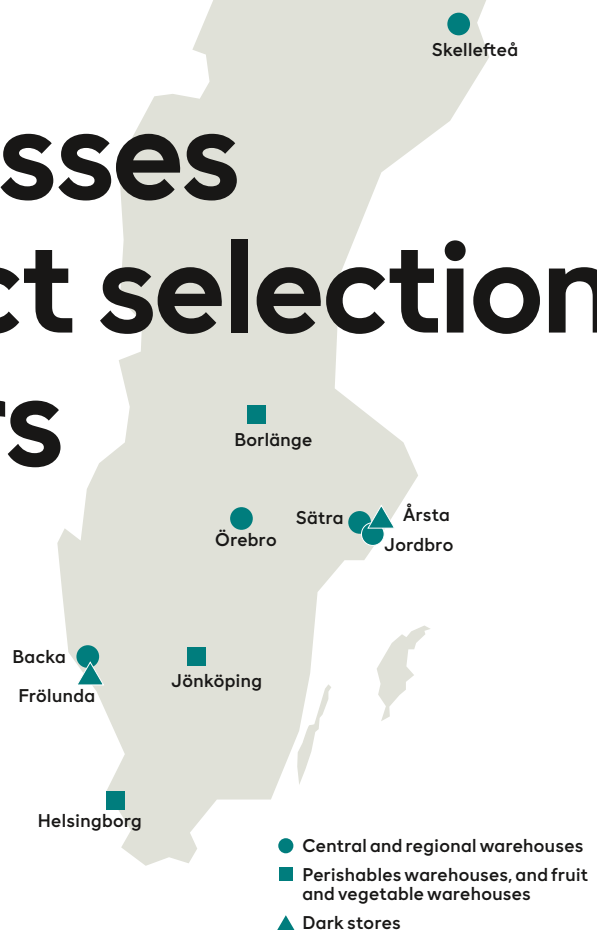 Skellefteå
sses
ct selection
rs
Borlänge
Sätra
Årsta
Örebro
Jordbro
Backa
Jönköping
Frölunda
Helsingborg
Central and regional warehouses
Perishables warehouses, and fruit
and vegetable warehouses
Dark stores